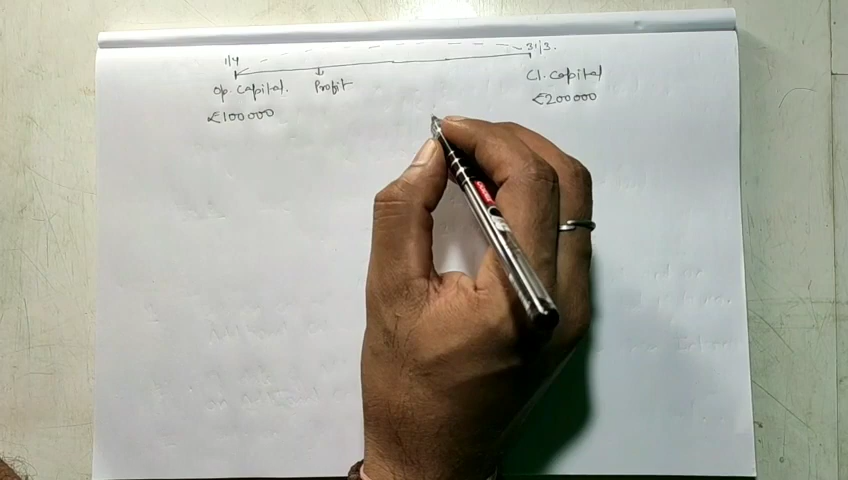 1/4 31/3.
Op. Capital. Profit Cl. Capital
₹100000 ₹200000